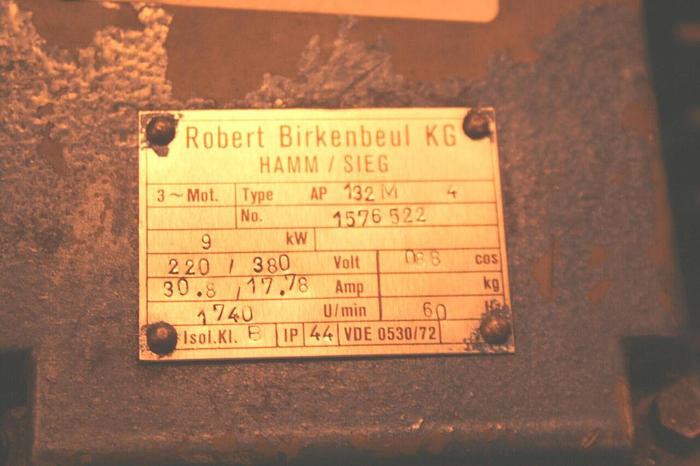 Robert Birkenbeul KG
HAMM / SIEG
3 ~ Mot. Type AP 132 M 4
No. 1576 522
9 kW
220 / 380 Volt 0.88 cos
30.8 / 17.78 Amp kg
1740 U/min 60 Hz
Isol.Kl. B IP 44 VDE 0530/72